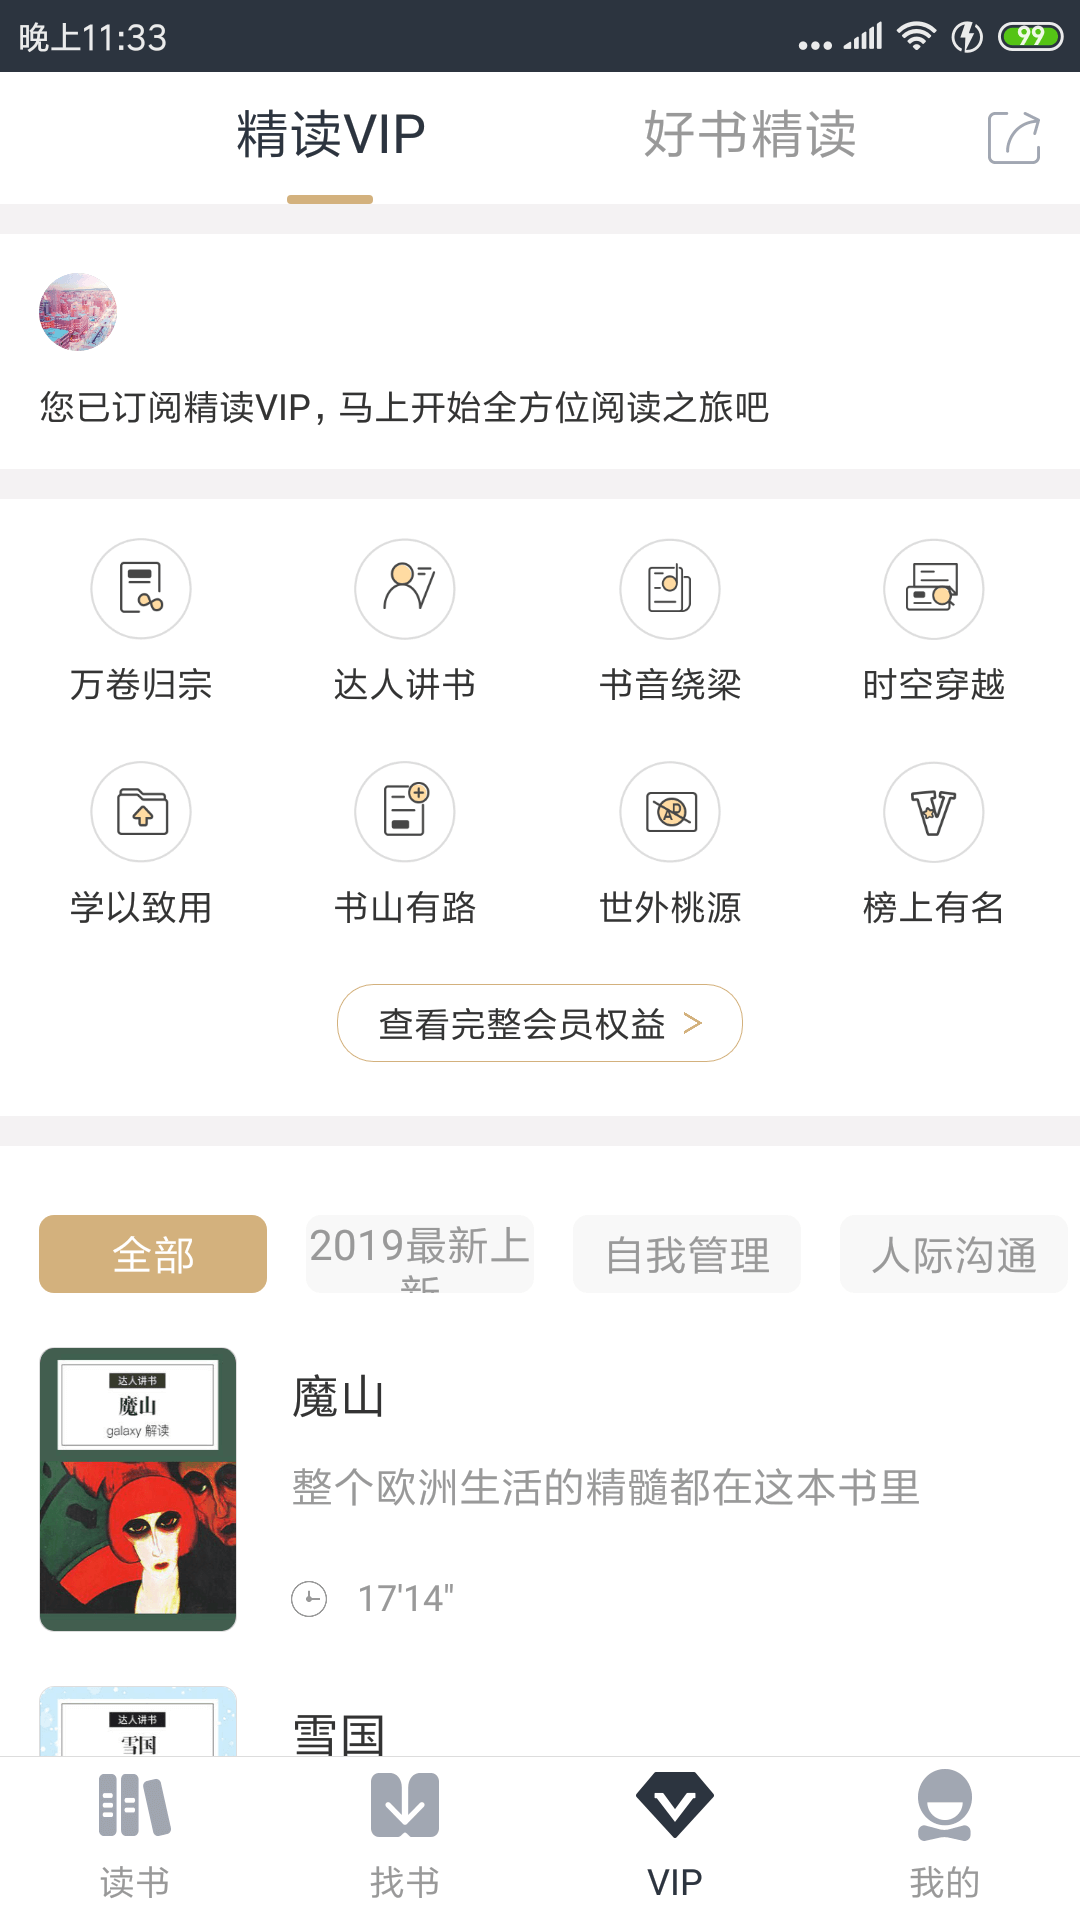 晚上11:33
99
精读VIP
好书精读
您已订阅精读VIP，马上开始全方位阅读之旅吧
万卷归宗
达人讲书
书音绕梁
时空穿越
AD
学以致用
书山有路
世外桃源
榜上有名
查看完整会员权益 >
全部
2019最新上
新
自我管理
人际沟通
达人讲书
魔山
galaxy 解读
魔山
整个欧洲生活的精髓都在这本书里
17'14"
达人讲书
雪国
雪国
读书
找书
VIP
我的